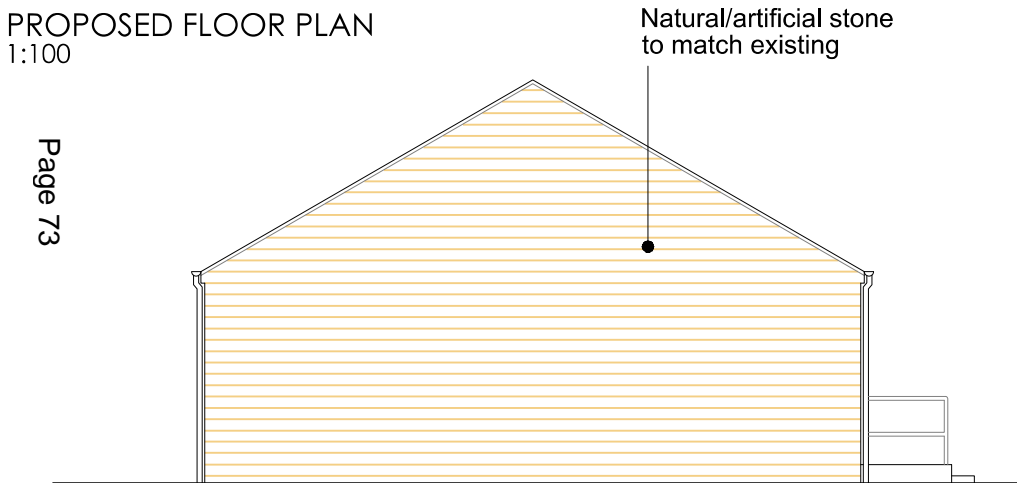 PROPOSED FLOOR PLAN
1:100
Natural/artificial stone
to match existing
Page 73